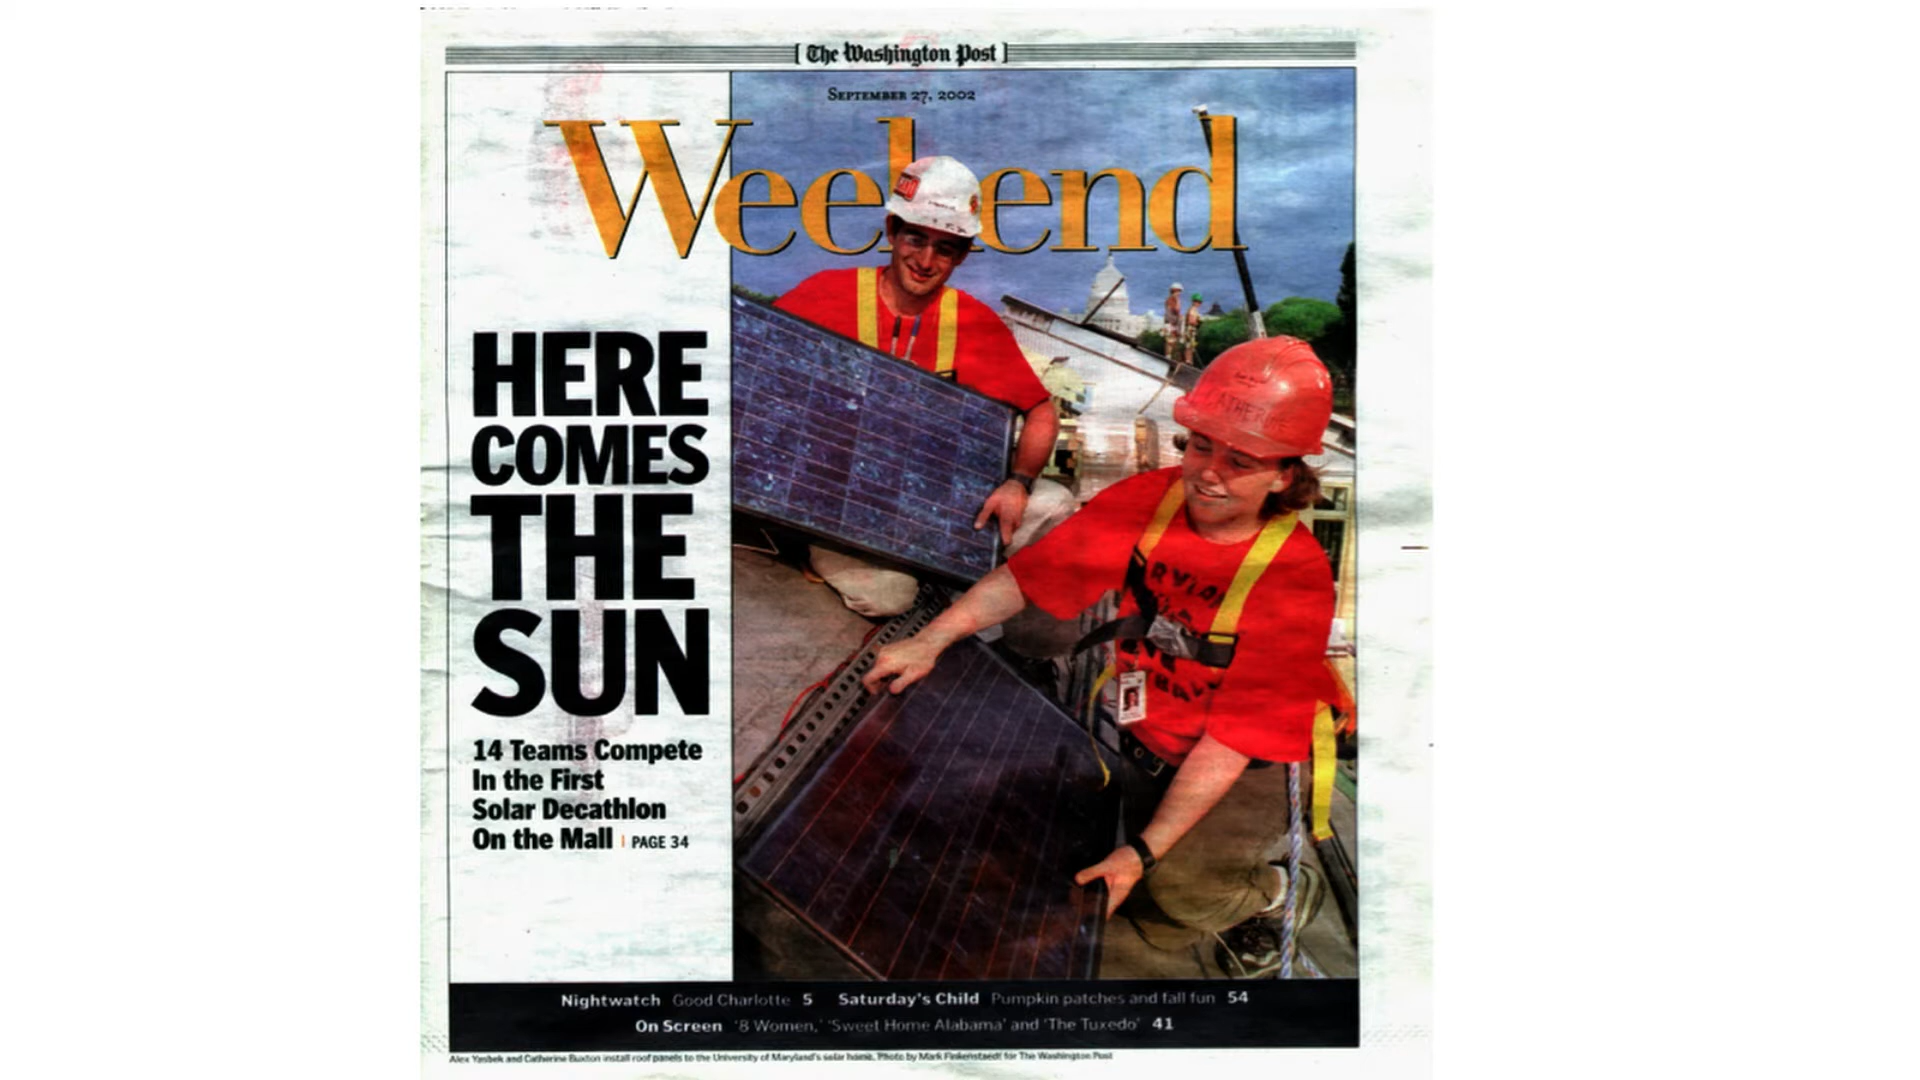 [ The Washington Post ]
SEPTEMBER 27, 2002
Weekend
HERE
COMES
THE
SUN
14 Teams Compete
In the First
Solar Decathlon
On the Mall | PAGE 34
CATHERINE
Nightwatch Good Charlotte 5 Saturday's Child Pumpkin patches and fall fun 54
On Screen '8 Women,' 'Sweet Home Alabama' and 'The Tuxedo' 41
Alex Yasbek and Catherine Buxton install roof panels to the University of Maryland's solar home. Photo by Mark Finkenstaedt for The Washington Post